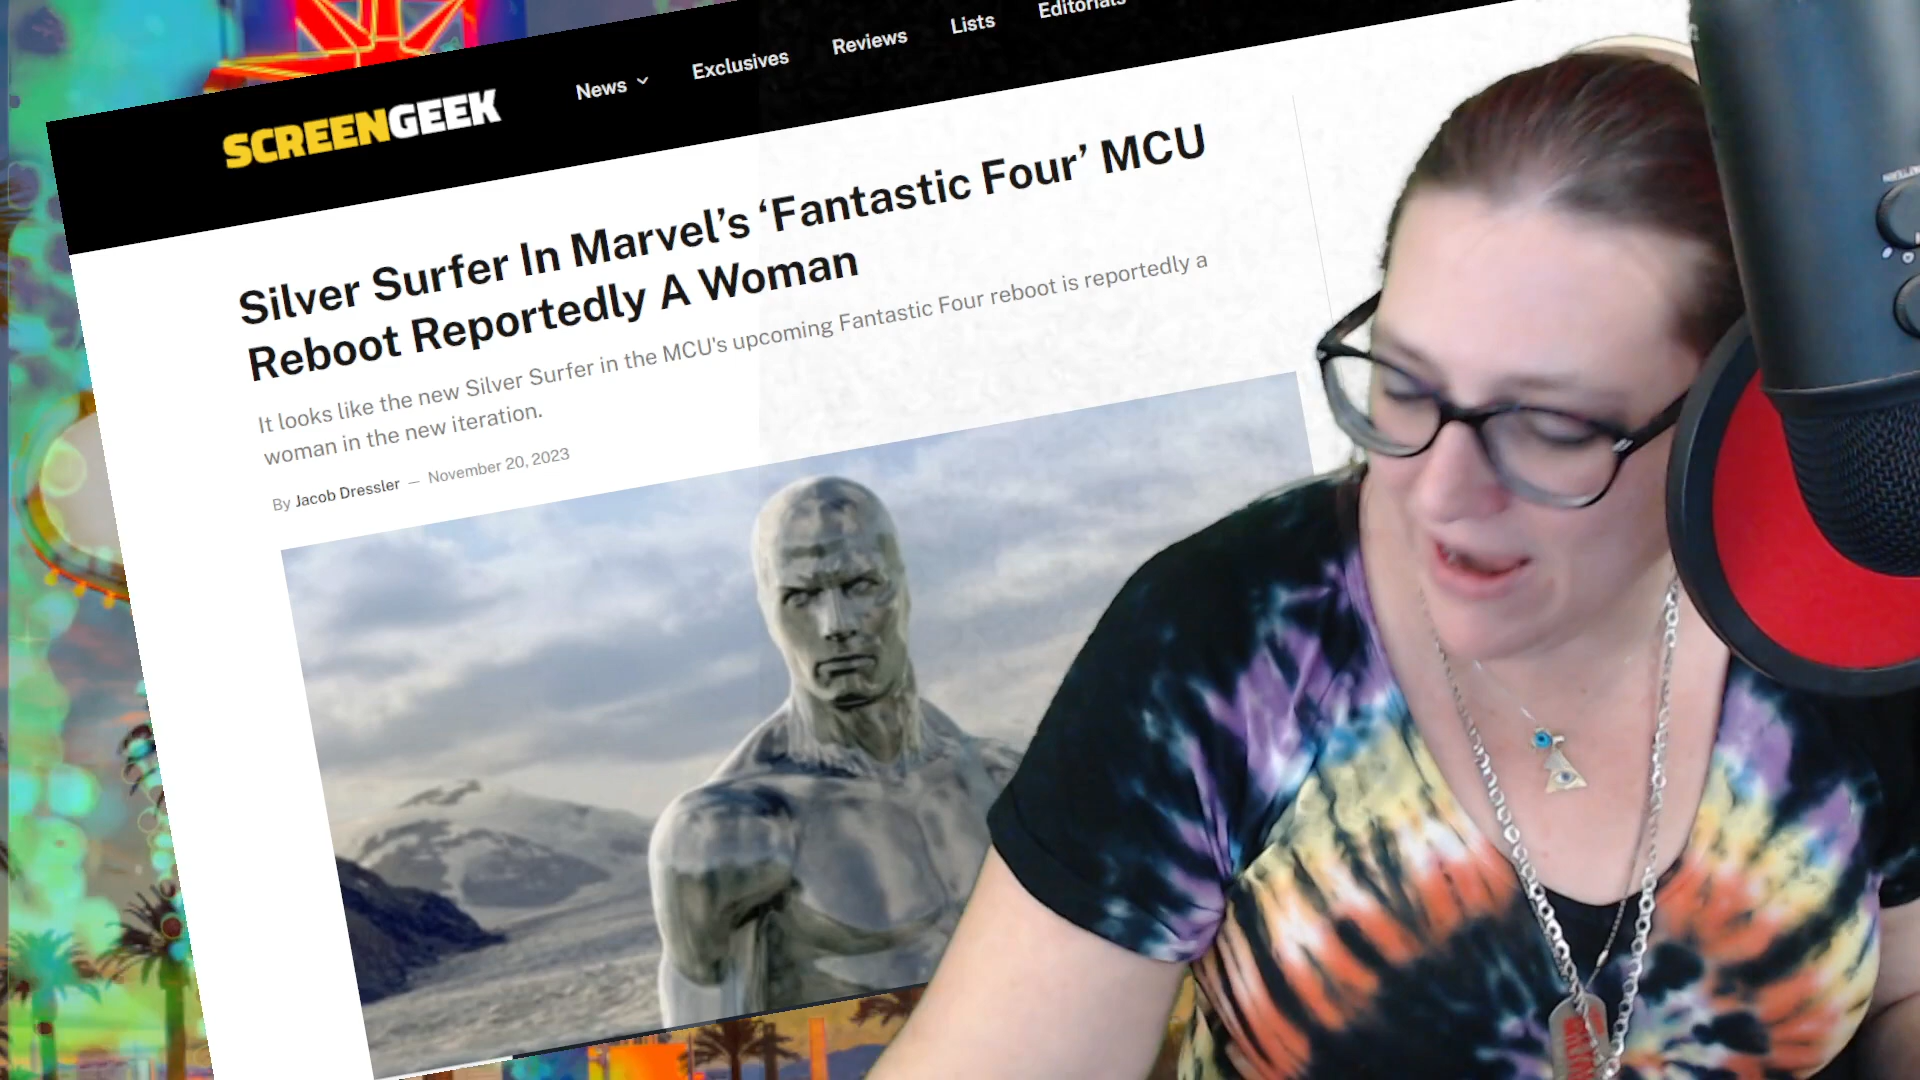 SCREENGEEK
News
Exclusives
Reviews
Lists
Editorials
Silver Surfer In Marvel’s ‘Fantastic Four’ MCU
Reboot Reportedly A Woman
It looks like the new Silver Surfer in the MCU's upcoming Fantastic Four reboot is reportedly a
woman in the new iteration.
By Jacob Dressler — November 20, 2023